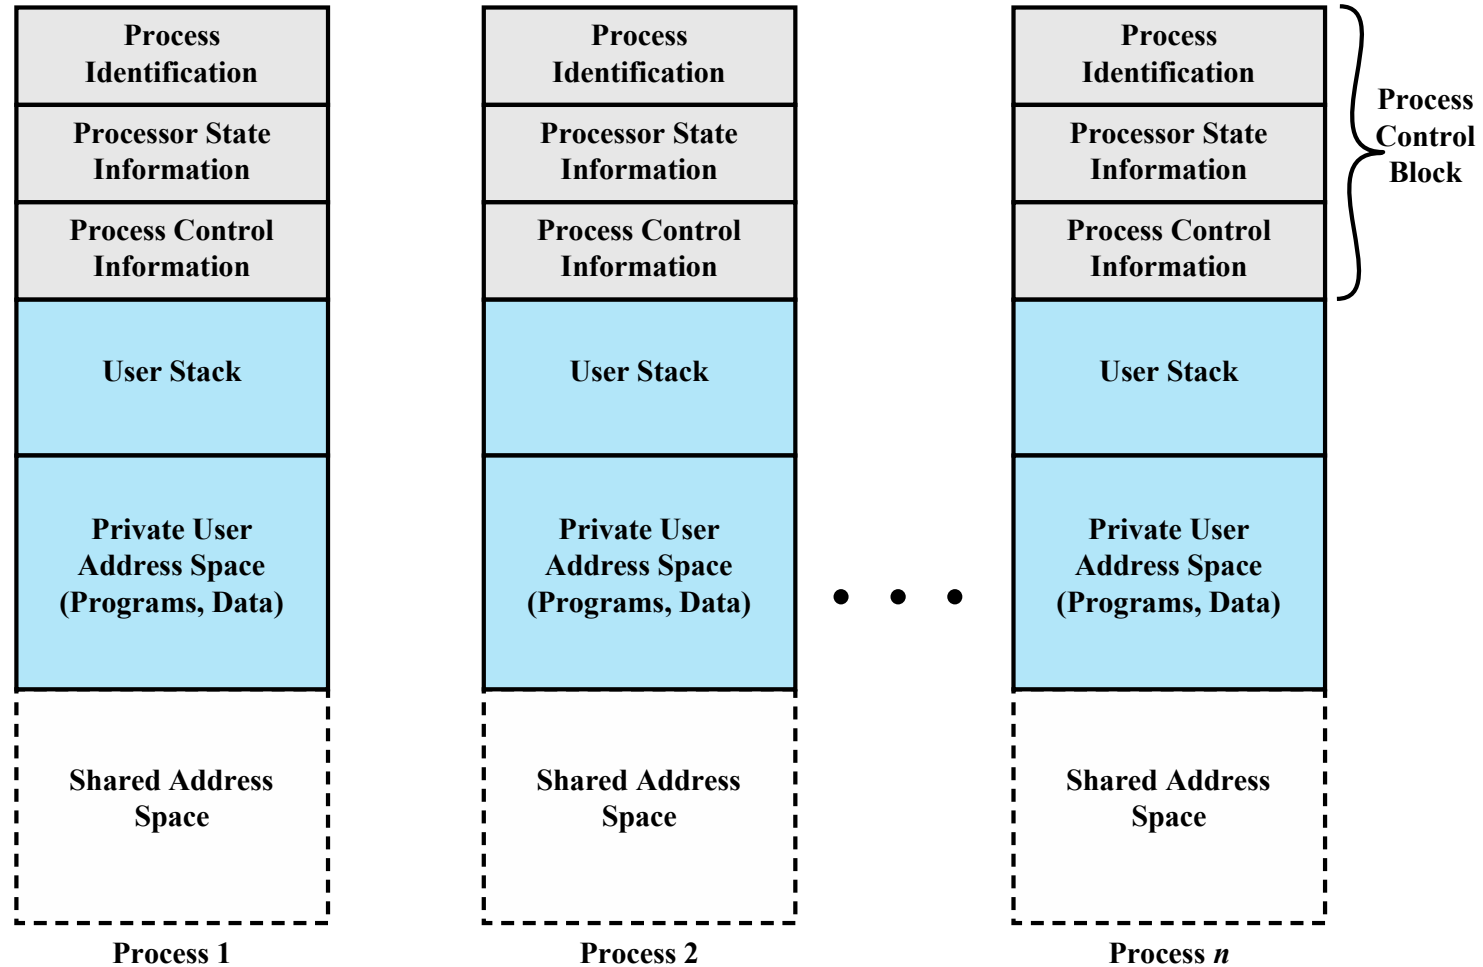 Process
Identification
Processor State
Information
Process Control
Information
User Stack
Private User
Address Space
(Programs, Data)
Shared Address
Space
Process 1
Process
Identification
Processor State
Information
Process Control
Information
User Stack
Private User
Address Space
(Programs, Data)
Shared Address
Space
Process 2
• • •
Process
Identification
Processor State
Information
Process Control
Information
User Stack
Private User
Address Space
(Programs, Data)
Shared Address
Space
Process n
Process
Control
Block